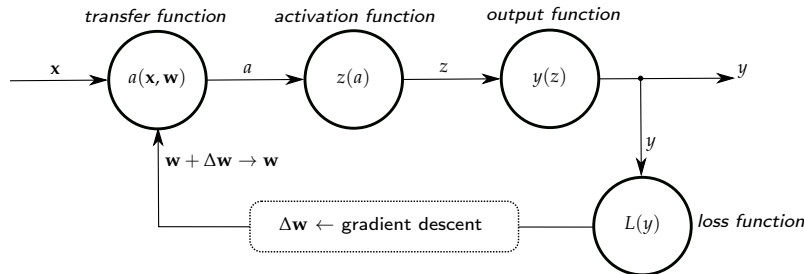 transfer function activation function output function
x a(x, w) a z(a) z y(z) y
y
w + Δw → w
Δw ← gradient descent L(y) loss function